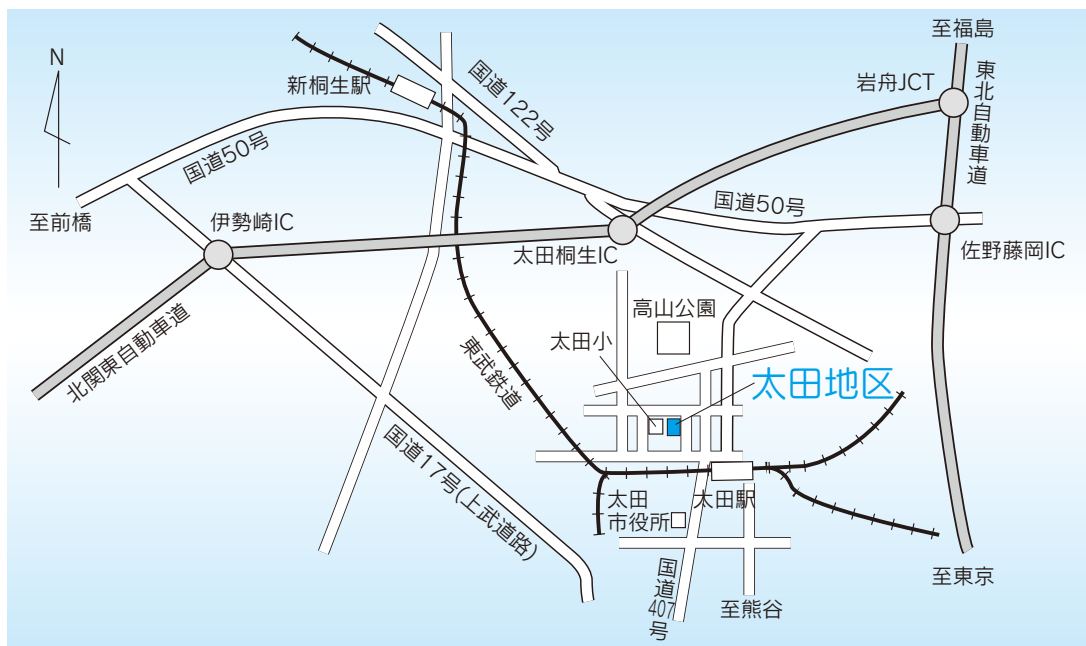 至福島
N
岩舟JCT
東北自動車道
新桐生駅
国道122号
国道50号
国道50号
至前橋
伊勢崎IC
太田桐生IC
佐野藤岡IC
高山公園
太田小
北関東自動車道
東武鉄道
太田地区
国道17号(上武道路)
太田
市役所
太田駅
国道407号
至熊谷
至東京